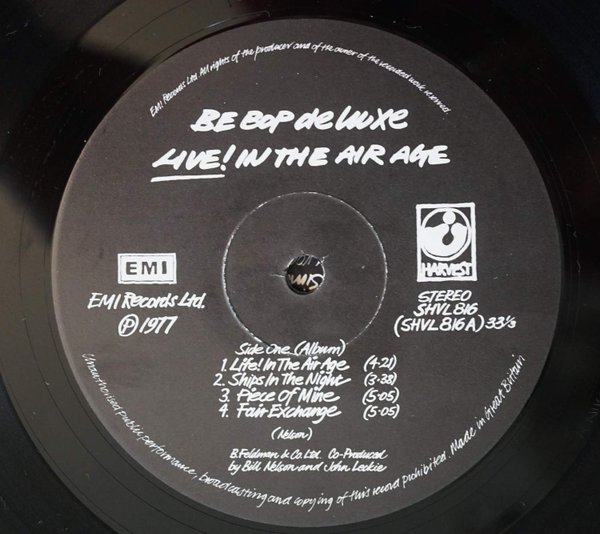 EMI Records Ltd. All rights of the producer and of the owner of the recorded work reserved.
BE BOP deluxe
LIVE! IN THE AIR AGE
EMI
HARVEST
EMI Records Ltd.
℗ 1977
STEREO
SHVL 816
(SHVL 816 A) 33⅓
Side One (Album)
1. Life! In The Air Age (4·21)
2. Ships In The Night (3·38)
3. Piece Of Mine (5·05)
4. Fair Exchange (5·05)
(Nelson)
B. Feldman & Co. Ltd. Co-Produced
by Bill Nelson and John Leckie
Unauthorised public performance, broadcasting and copying of this record prohibited. Made in Great Britain